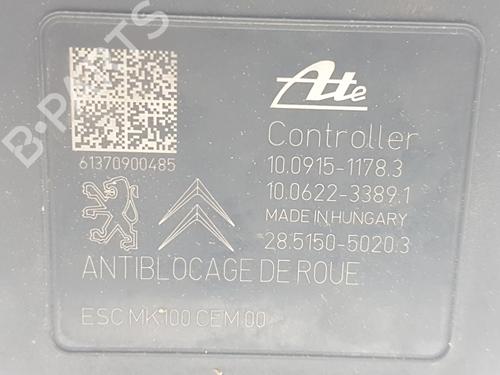 B-PARTS
Ate
61370900485
Controller
10.0915-1178.3
10.0622-3389.1
MADE IN HUNGARY
28.5150-5020.3
ANTIBLOCAGE DE ROUE
ESC MK100 CEM 00